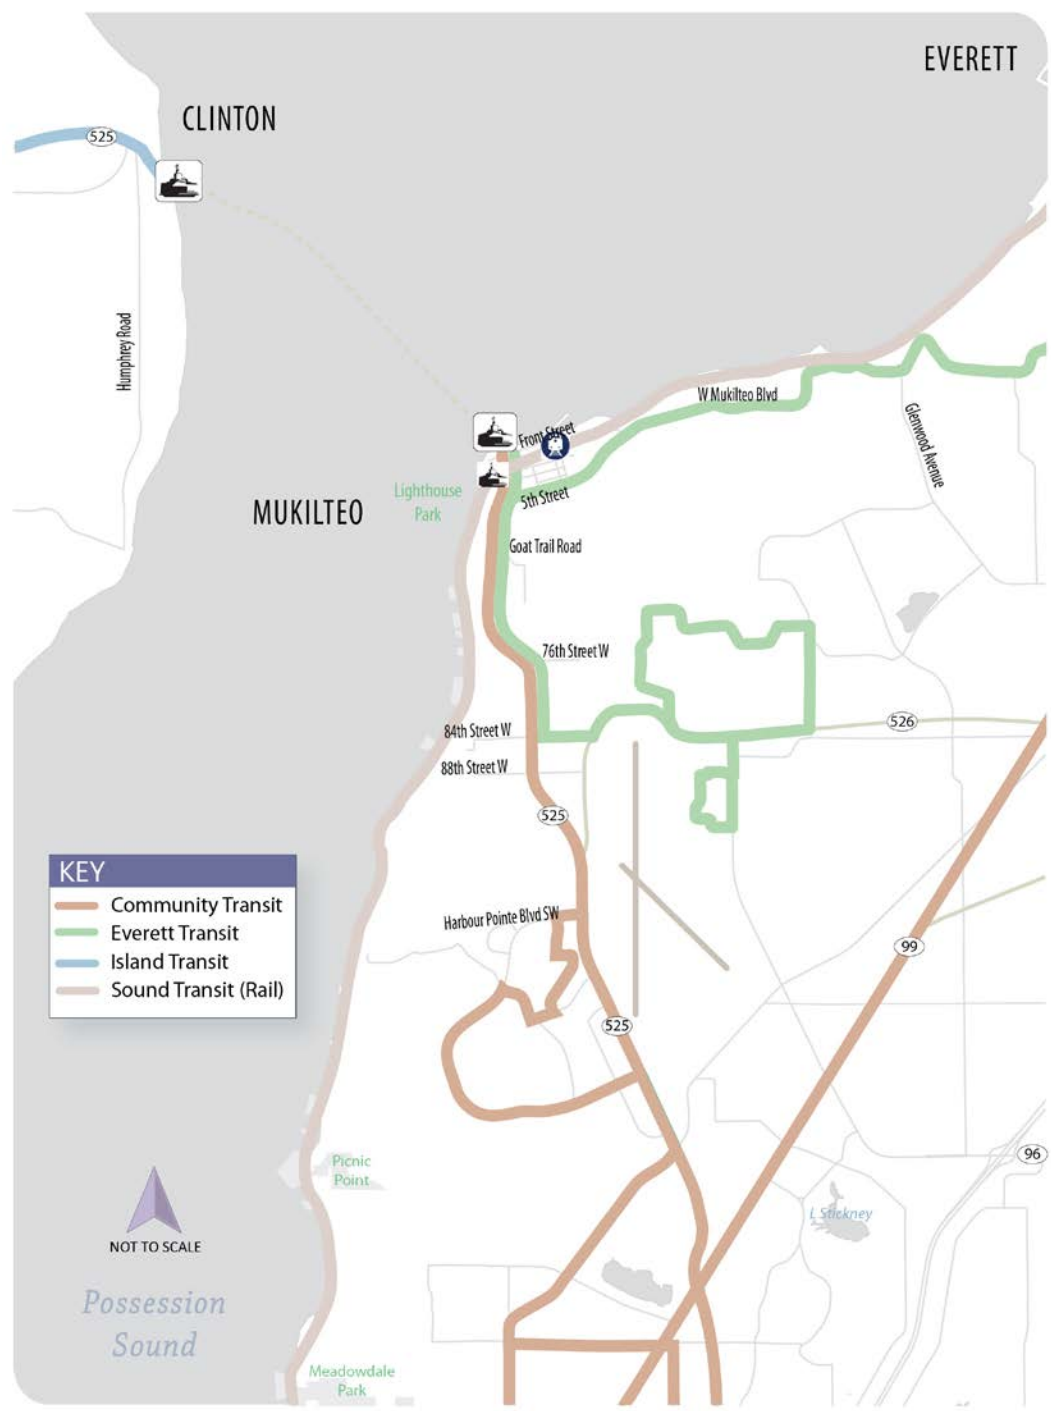 EVERETT
CLINTON
525
Humphrey Road
W Mukilteo Blvd
Glenwood Avenue
Front Street
Lighthouse
Park
5th Street
MUKILTEO
Goat Trail Road
76th Street W
526
84th Street W
88th Street W
525
KEY
Community Transit
Everett Transit
Island Transit
Sound Transit (Rail)
Harbour Pointe Blvd SW
99
525
96
Picnic
Point
L Stickney
NOT TO SCALE
Possession
Sound
Meadowdale
Park